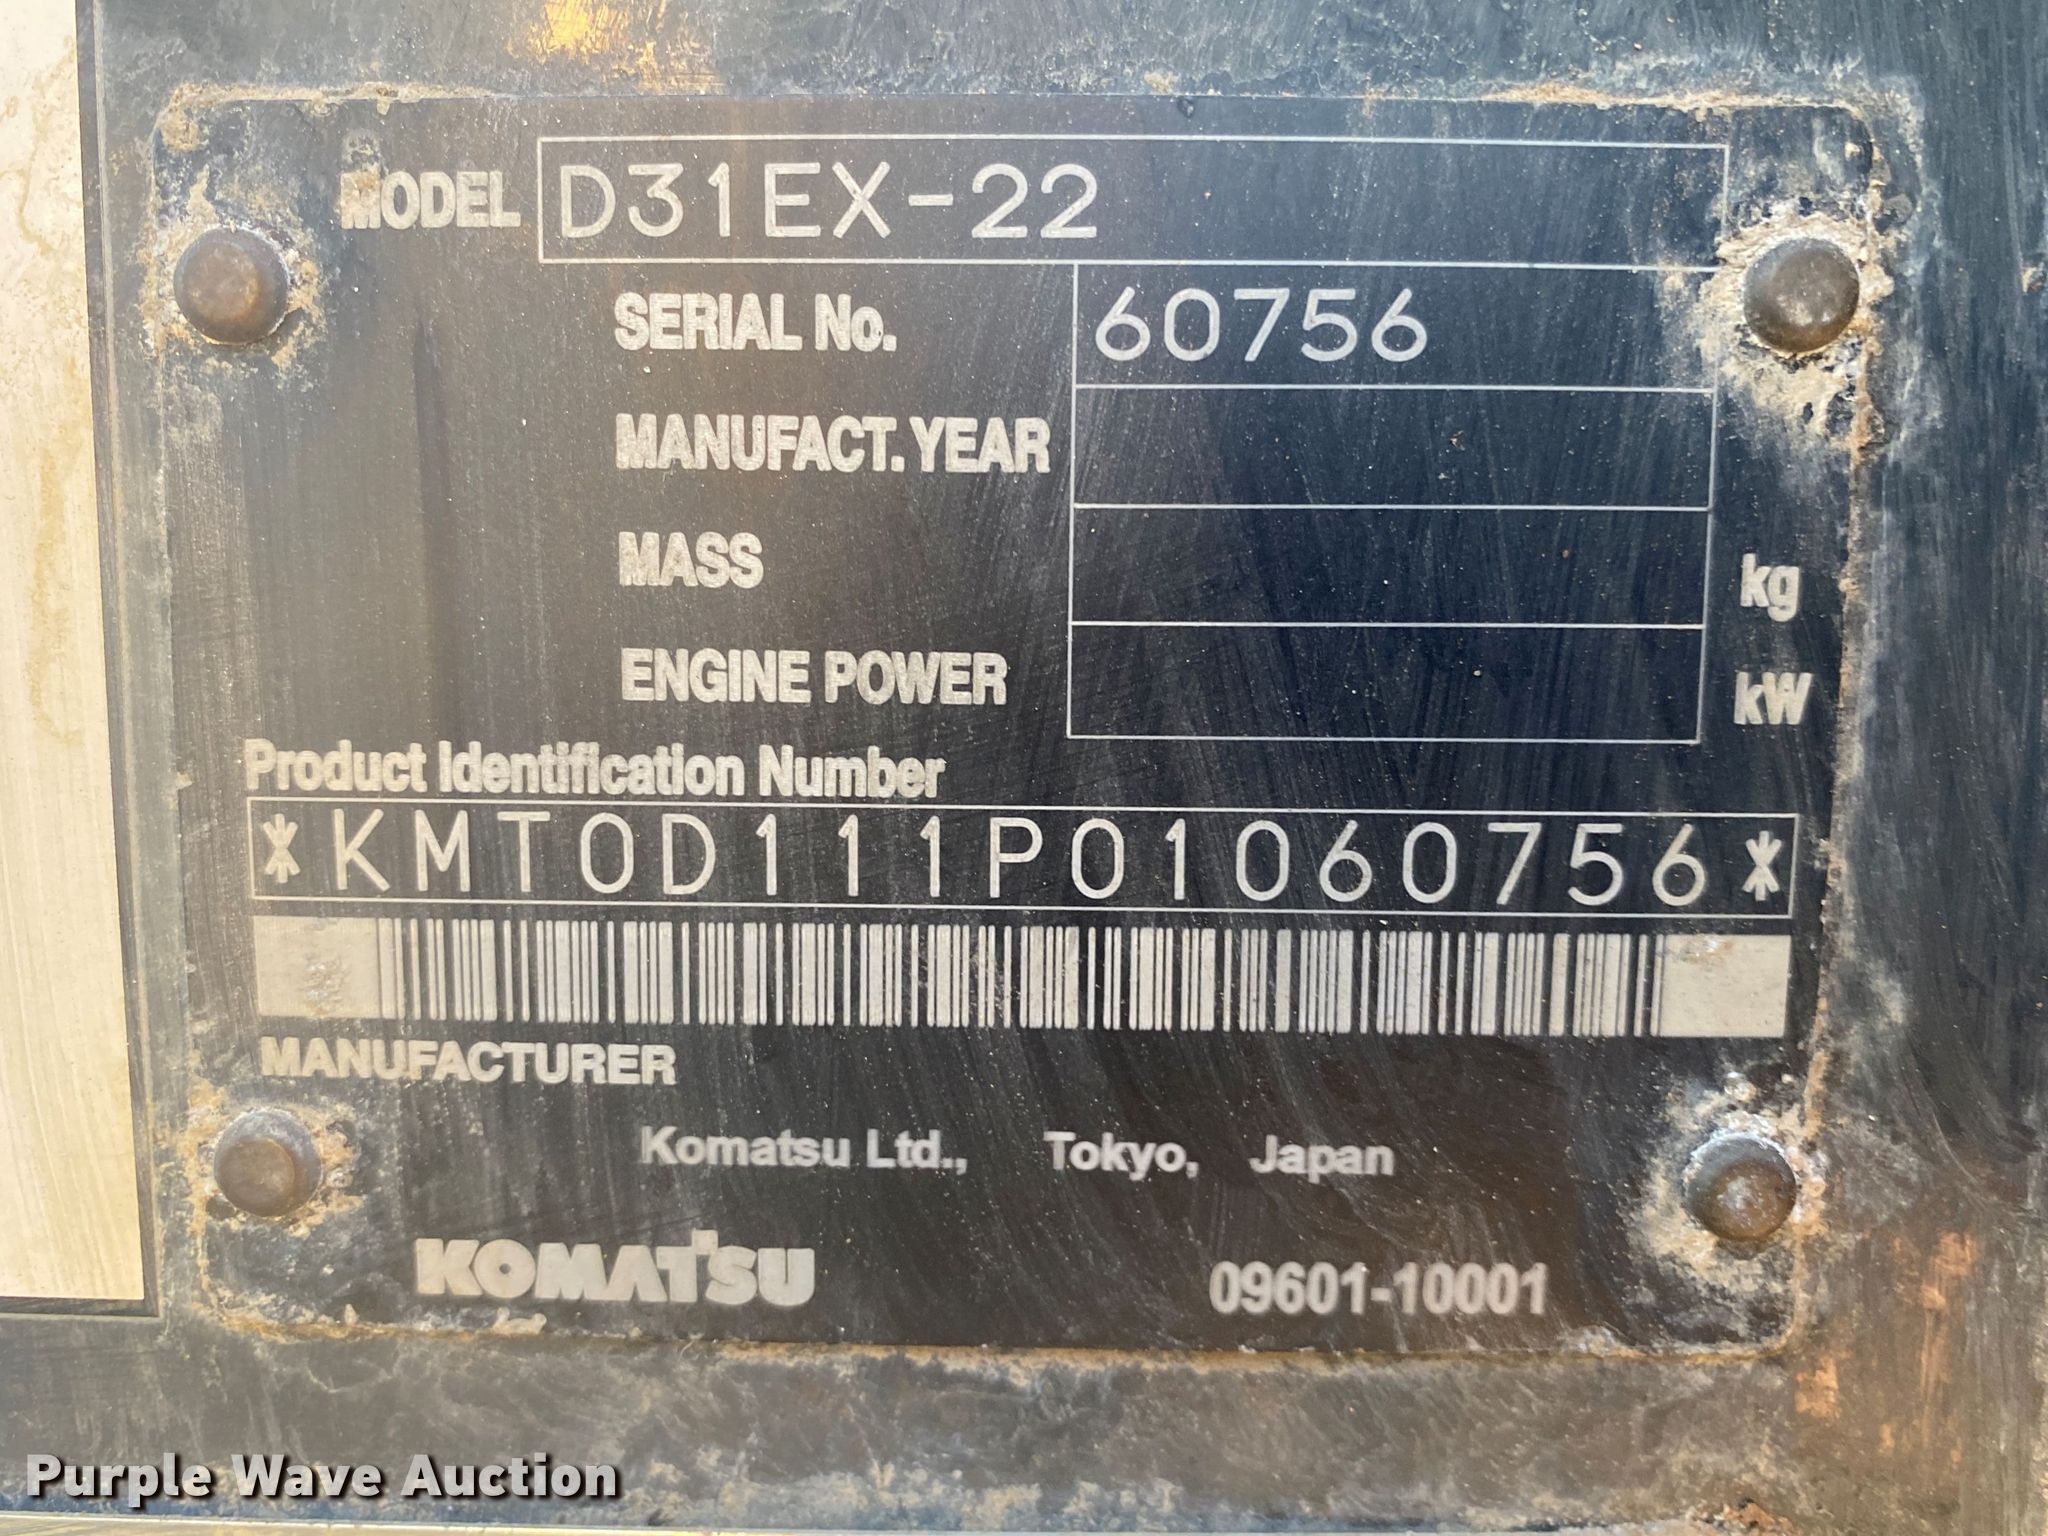 MODEL D31EX-22
SERIAL No. 60756
MANUFACT. YEAR
MASS kg
ENGINE POWER kW
Product Identification Number
*KMT0D111P01060756*
MANUFACTURER
Komatsu Ltd., Tokyo, Japan
KOMATSU 09601-10001
Purple Wave Auction